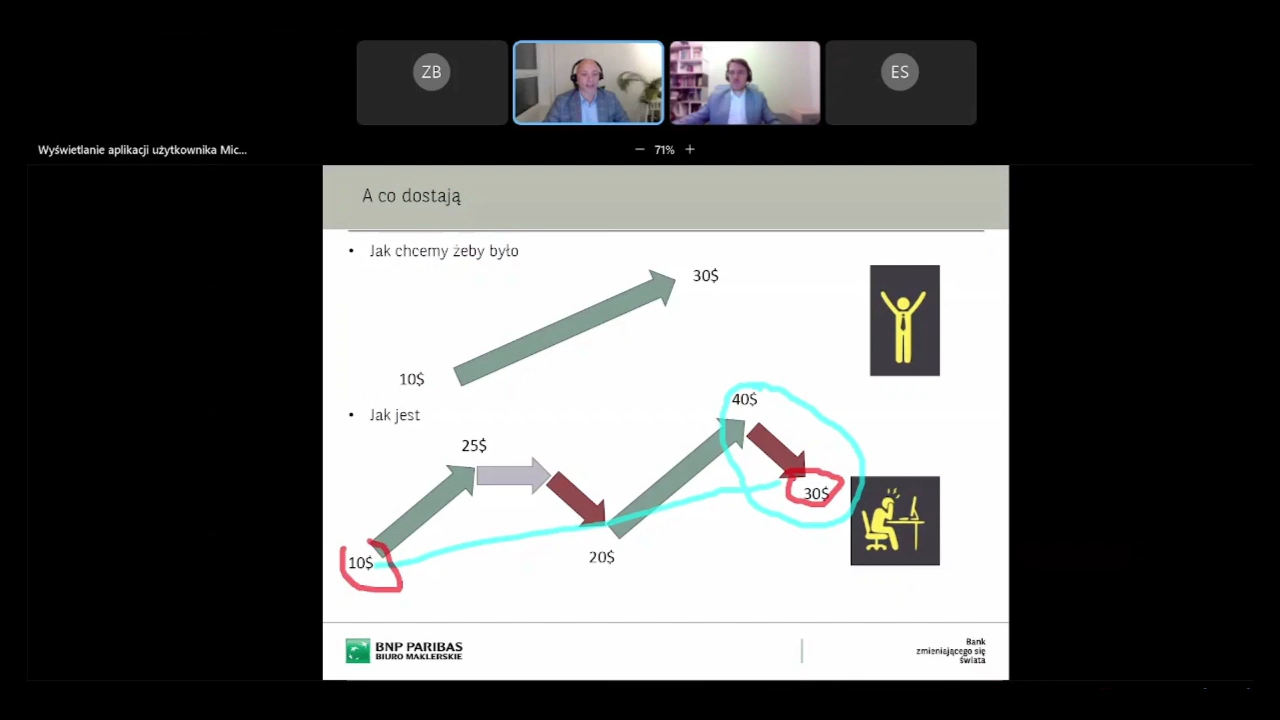 ZB
ES
Wyświetlanie aplikacji użytkownika Mic...
− 71% +
A co dostają
• Jak chcemy żeby było
30$
10$
• Jak jest
40$
25$
30$
10$
20$
BNP PARIBAS
BIURO MAKLERSKIE
Bank
zmieniającego się
świata